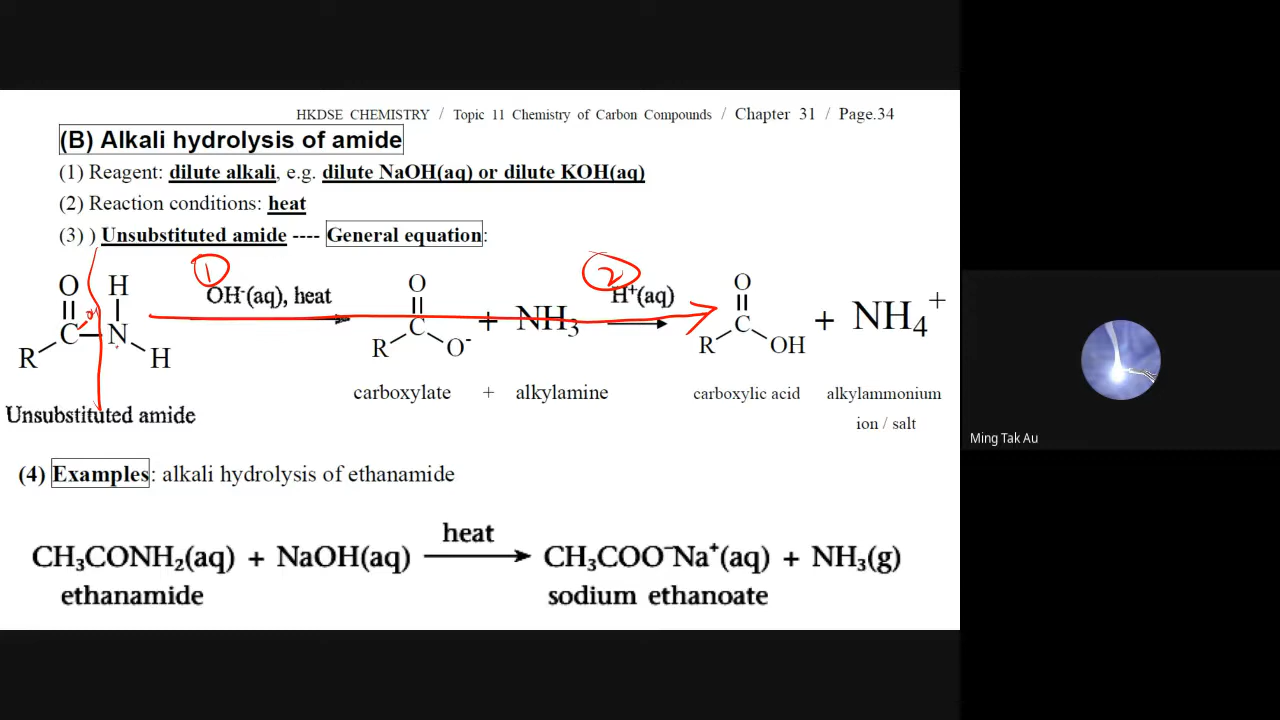 HKDSE CHEMISTRY / Topic 11 Chemistry of Carbon Compounds / Chapter 31 / Page.34
(B) Alkali hydrolysis of amide
(1) Reagent: dilute alkali, e.g. dilute NaOH(aq) or dilute KOH(aq)
(2) Reaction conditions: heat
(3) ) Unsubstituted amide ---- General equation:
1 2
O H OH⁻(aq), heat O H⁺(aq) O
C N C + NH₃ C + NH₄⁺
R H R O⁻ R OH
carboxylate + alkylamine carboxylic acid alkylammonium
ion / salt
Unsubstituted amide
(4) Examples: alkali hydrolysis of ethanamide
heat
CH₃CONH₂(aq) + NaOH(aq) ⟶ CH₃COO⁻Na⁺(aq) + NH₃(g)
ethanamide sodium ethanoate
Ming Tak Au